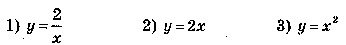 1) y = 2/x 2) y = 2x 3) y = x²